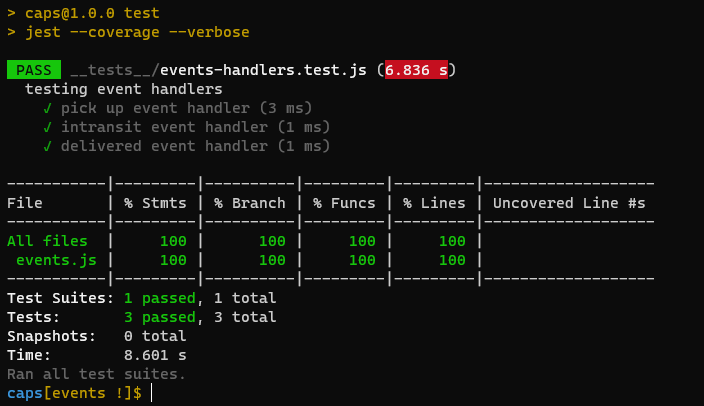 > caps@1.0.0 test
> jest --coverage --verbose
PASS __tests__/events-handlers.test.js (6.836 s)
testing event handlers
✓ pick up event handler (3 ms)
✓ intransit event handler (1 ms)
✓ delivered event handler (1 ms)
-----------|---------|----------|---------|---------|-------------------
File       | % Stmts | % Branch | % Funcs | % Lines | Uncovered Line #s
-----------|---------|----------|---------|---------|-------------------
All files  |     100 |      100 |     100 |     100 |
 events.js |     100 |      100 |     100 |     100 |
-----------|---------|----------|---------|---------|-------------------
Test Suites: 1 passed, 1 total
Tests:       3 passed, 3 total
Snapshots:   0 total
Time:        8.601 s
Ran all test suites.
caps[events !]$